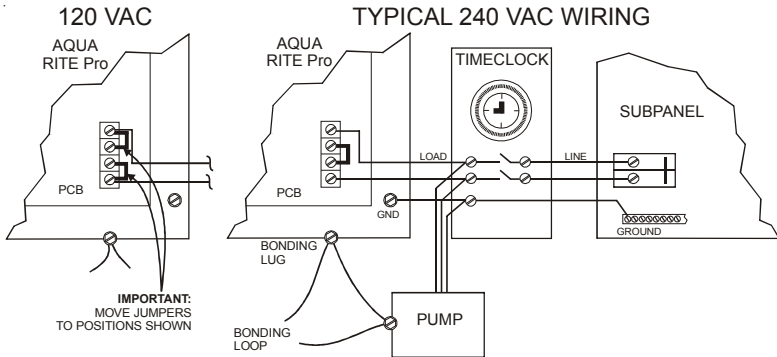 120 VAC
AQUA
RITE Pro
PCB
IMPORTANT:
MOVE JUMPERS
TO POSITIONS SHOWN
TYPICAL 240 VAC WIRING
AQUA
RITE Pro
PCB
GND
BONDING
LUG
BONDING
LOOP
TIMECLOCK
LOAD
LINE
PUMP
SUBPANEL
GROUND